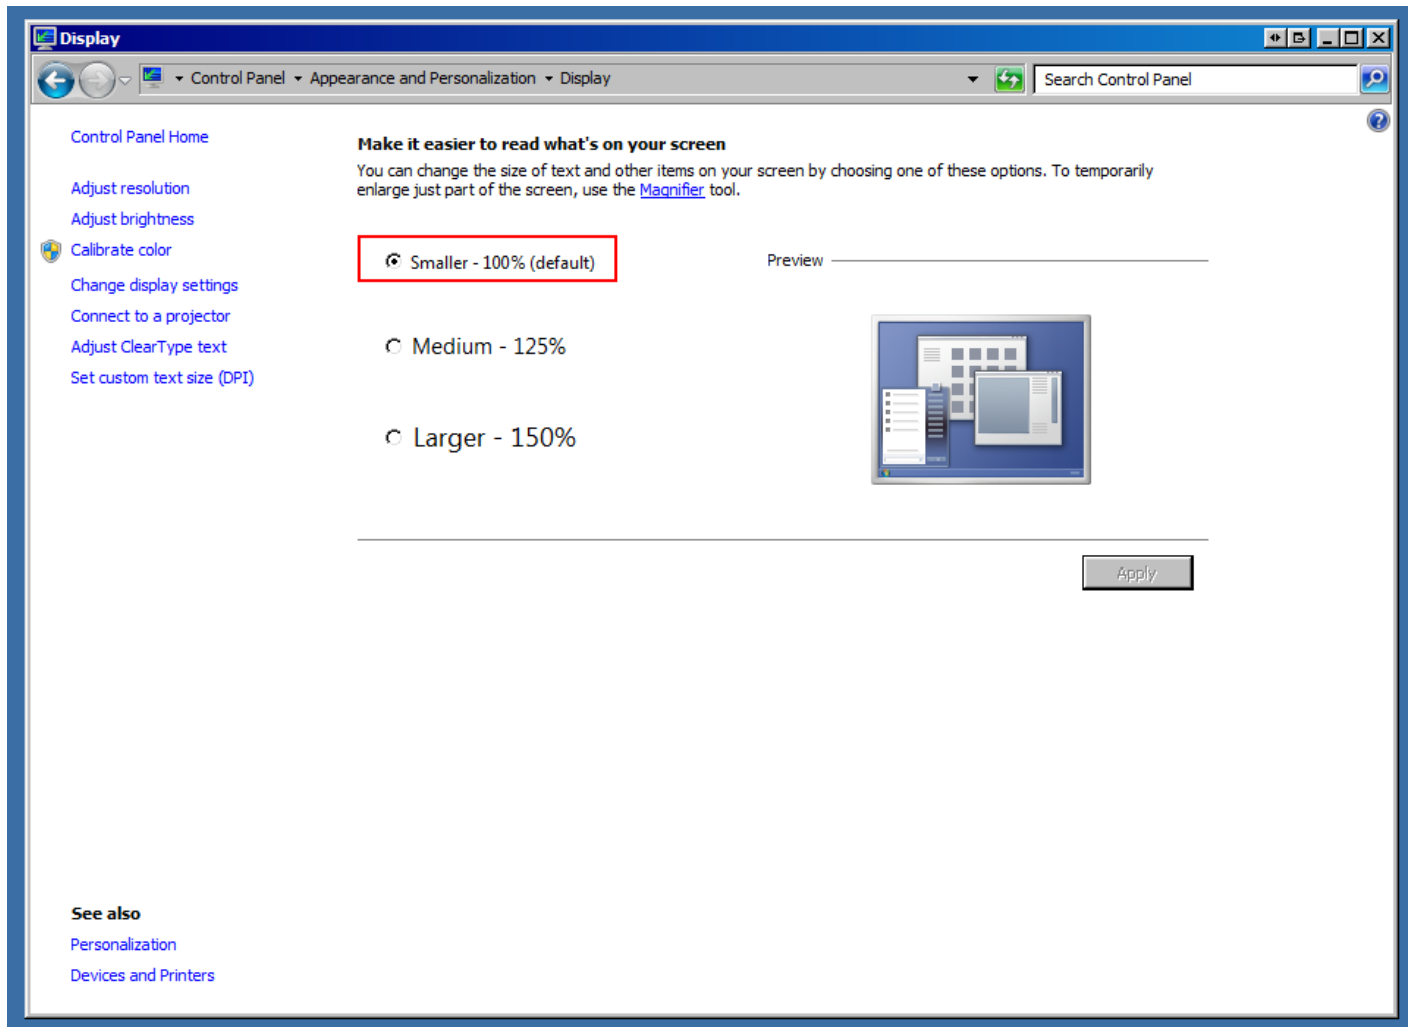 Display
Control Panel Appearance and Personalization Display
Search Control Panel
Control Panel Home
Adjust resolution
Adjust brightness
Calibrate color
Change display settings
Connect to a projector
Adjust ClearType text
Set custom text size (DPI)
Make it easier to read what's on your screen
You can change the size of text and other items on your screen by choosing one of these options. To temporarily
enlarge just part of the screen, use the Magnifier tool.
Smaller - 100% (default)
Medium - 125%
Larger - 150%
Preview
Apply
See also
Personalization
Devices and Printers